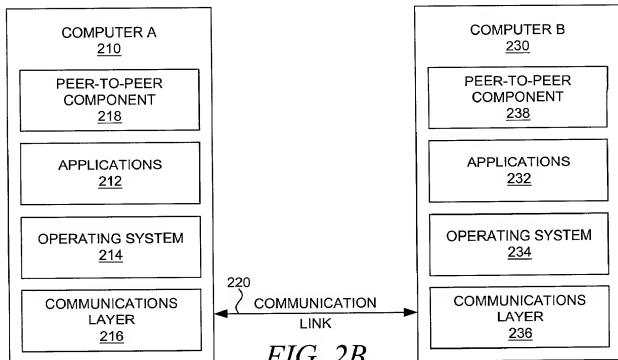 COMPUTER A
210
PEER-TO-PEER
COMPONENT
218
APPLICATIONS
212
OPERATING SYSTEM
214
COMMUNICATIONS
LAYER
216
220
COMMUNICATION
LINK
COMPUTER B
230
PEER-TO-PEER
COMPONENT
238
APPLICATIONS
232
OPERATING SYSTEM
234
COMMUNICATIONS
LAYER
236
FIG. 2B